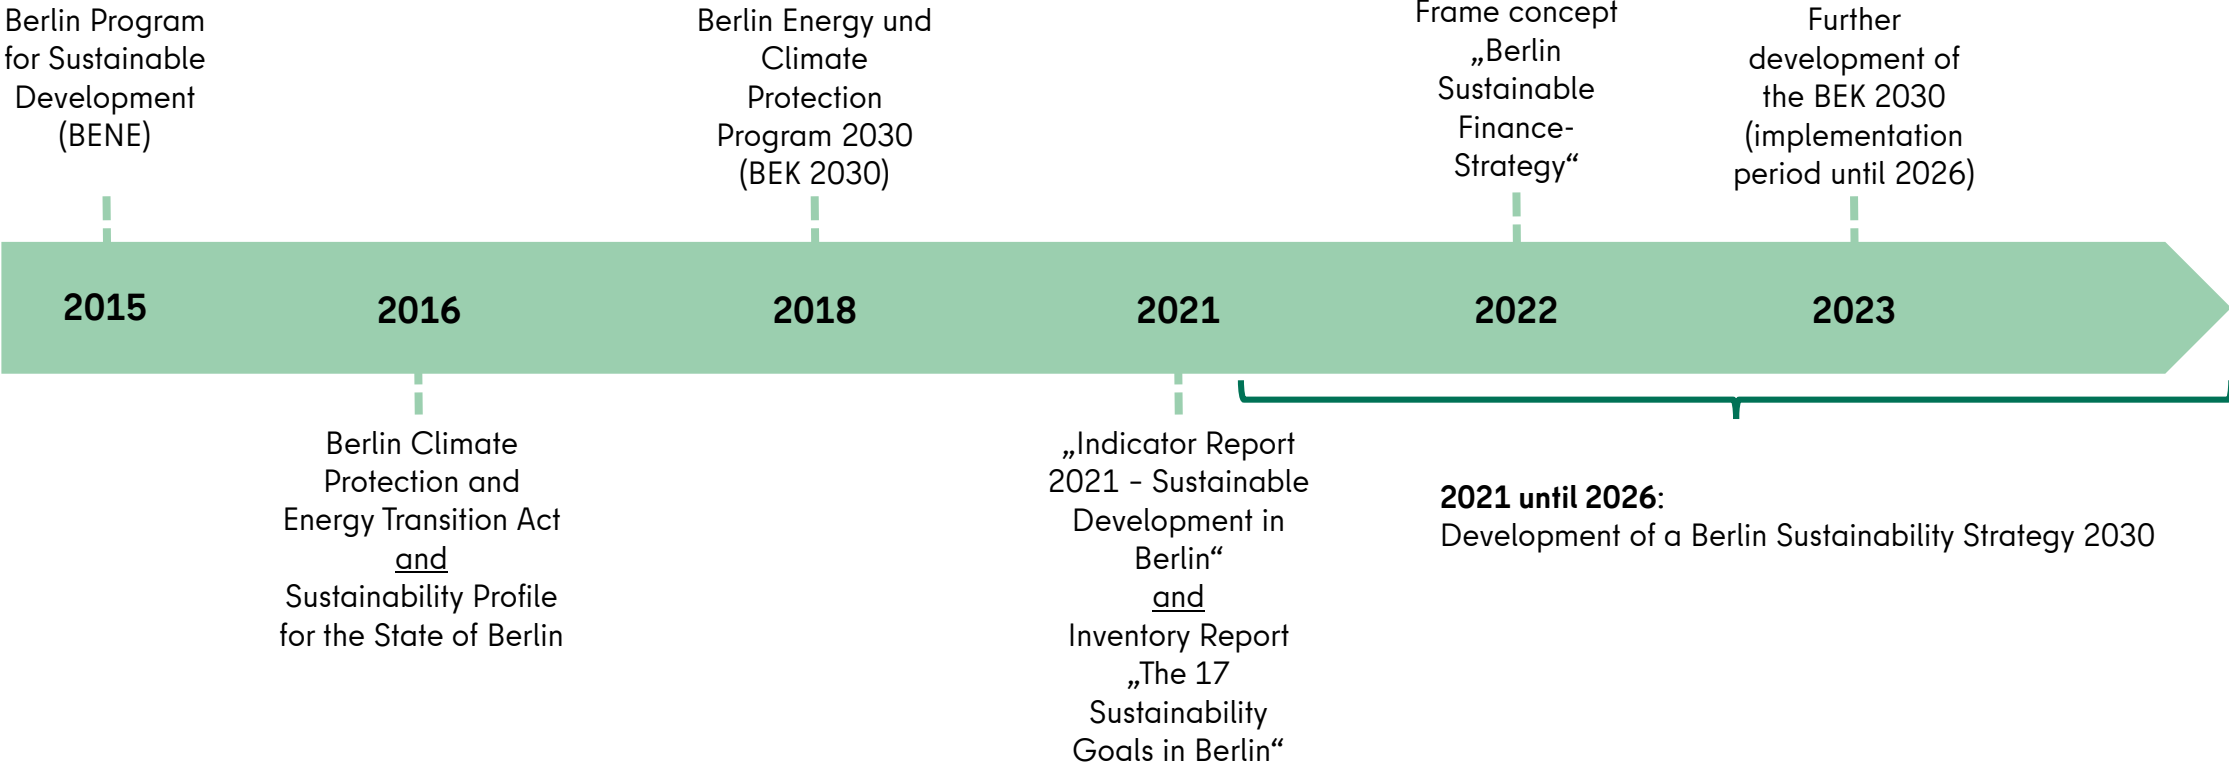 Berlin Program
for Sustainable
Development
(BENE)
Berlin Energy und
Climate
Protection
Program 2030
(BEK 2030)
Frame concept
„Berlin
Sustainable
Finance-
Strategy“
Further
development of
the BEK 2030
(implementation
period until 2026)
2015
2016
2018
2021
2022
2023
Berlin Climate
Protection and
Energy Transition Act
and
Sustainability Profile
for the State of Berlin
„Indicator Report
2021 – Sustainable
Development in
Berlin“
and
Inventory Report
„The 17
Sustainability
Goals in Berlin“
2021 until 2026:
Development of a Berlin Sustainability Strategy 2030